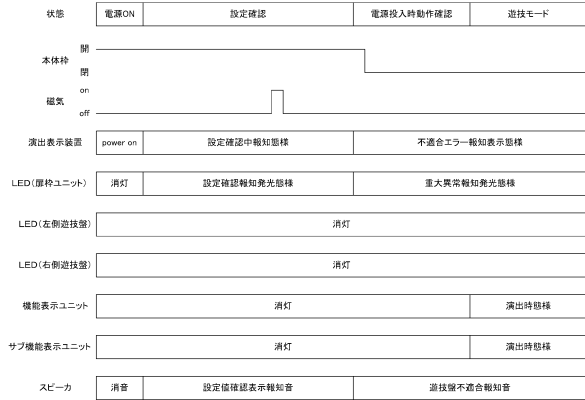 状態 電源ON 設定確認 電源投入時動作確認 遊技モード
開
本体枠
閉
on
磁気
off
演出表示装置 power on 設定確認中報知態様 不適合エラー報知表示態様
LED(扉枠ユニット) 消灯 設定確認報知発光態様 重大異常報知発光態様
LED(左側遊技盤) 消灯
LED(右側遊技盤) 消灯
機能表示ユニット 消灯 演出時態様
サブ機能表示ユニット 消灯 演出時態様
スピーカ 消音 設定値確認表示報知音 遊技盤不適合報知音